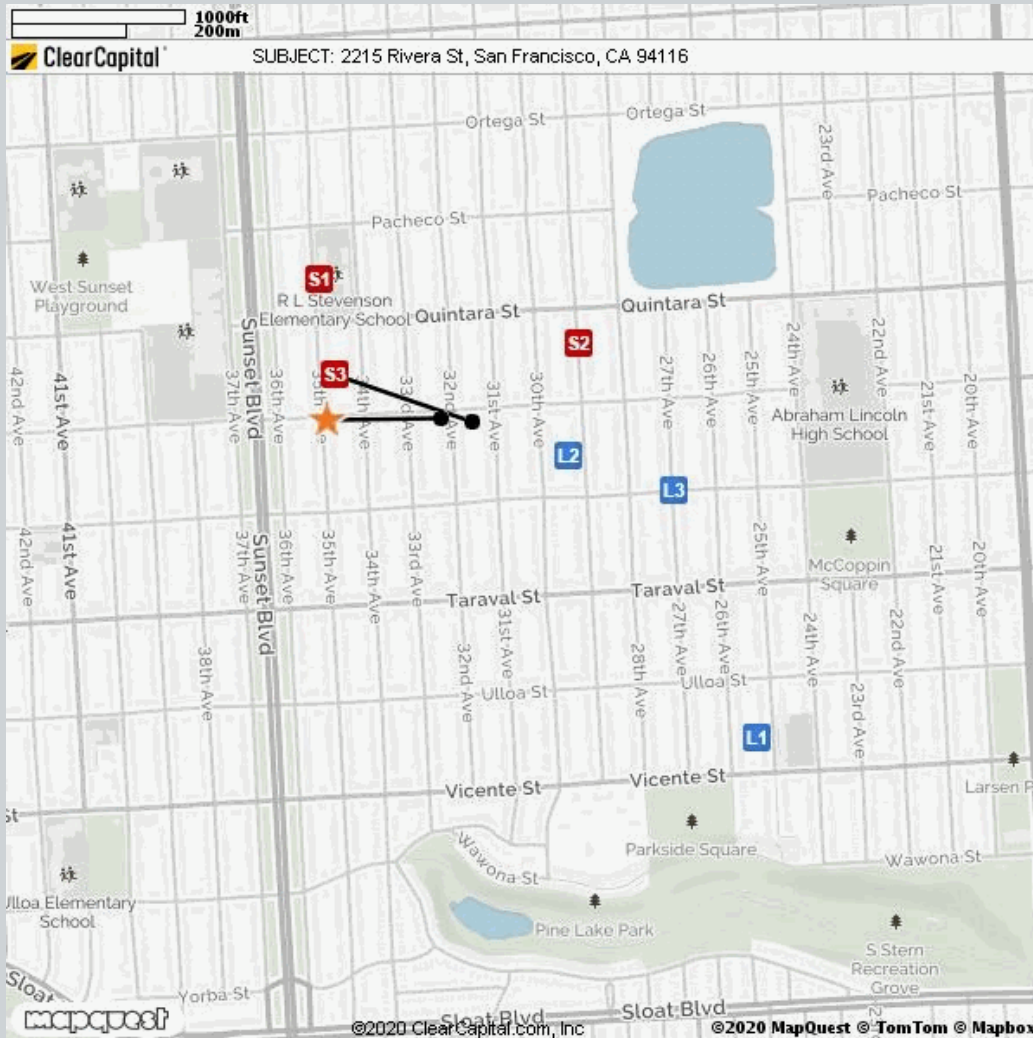 1000ft
200m
ClearCapital
SUBJECT: 2215 Rivera St, San Francisco, CA 94116
Ortega St
Ortega St
23rd Ave
Pacheco St
Pacheco St
West Sunset
Playground
S1
R L Stevenson
Elementary School
Quintara St
Quintara St
S2
S3
42nd Ave
41st Ave
37th Ave
Sunset Blvd
36th Ave
33rd Ave
32nd Ave
31st Ave
30th Ave
27th Ave
26th Ave
25th Ave
24th Ave
22nd Ave
21st Ave
20th Ave
Abraham Lincoln
High School
L2
L3
42nd Ave
41st Ave
37th Ave
Sunset Blvd
36th Ave
35th Ave
34th Ave
33rd Ave
25th Ave
McCoppin
Square
21st Ave
20th Ave
Taraval St
Taraval St
38th Ave
32nd Ave
31st Ave
28th Ave
27th Ave
26th Ave
24th Ave
22nd Ave
23rd Ave
Ulloa St
Ulloa St
L1
Vicente St
Vicente St
Larsen P
St
Parkside Square
Wawona St
Wawona St
Ulloa Elementary
School
Pine Lake Park
S Stern
Recreation
Grove
Sloat
Yorba St
Sloat Blvd
Sloat Blvd
mapquest
©2020 ClearCapital.com, Inc
©2020 MapQuest © TomTom © Mapbox